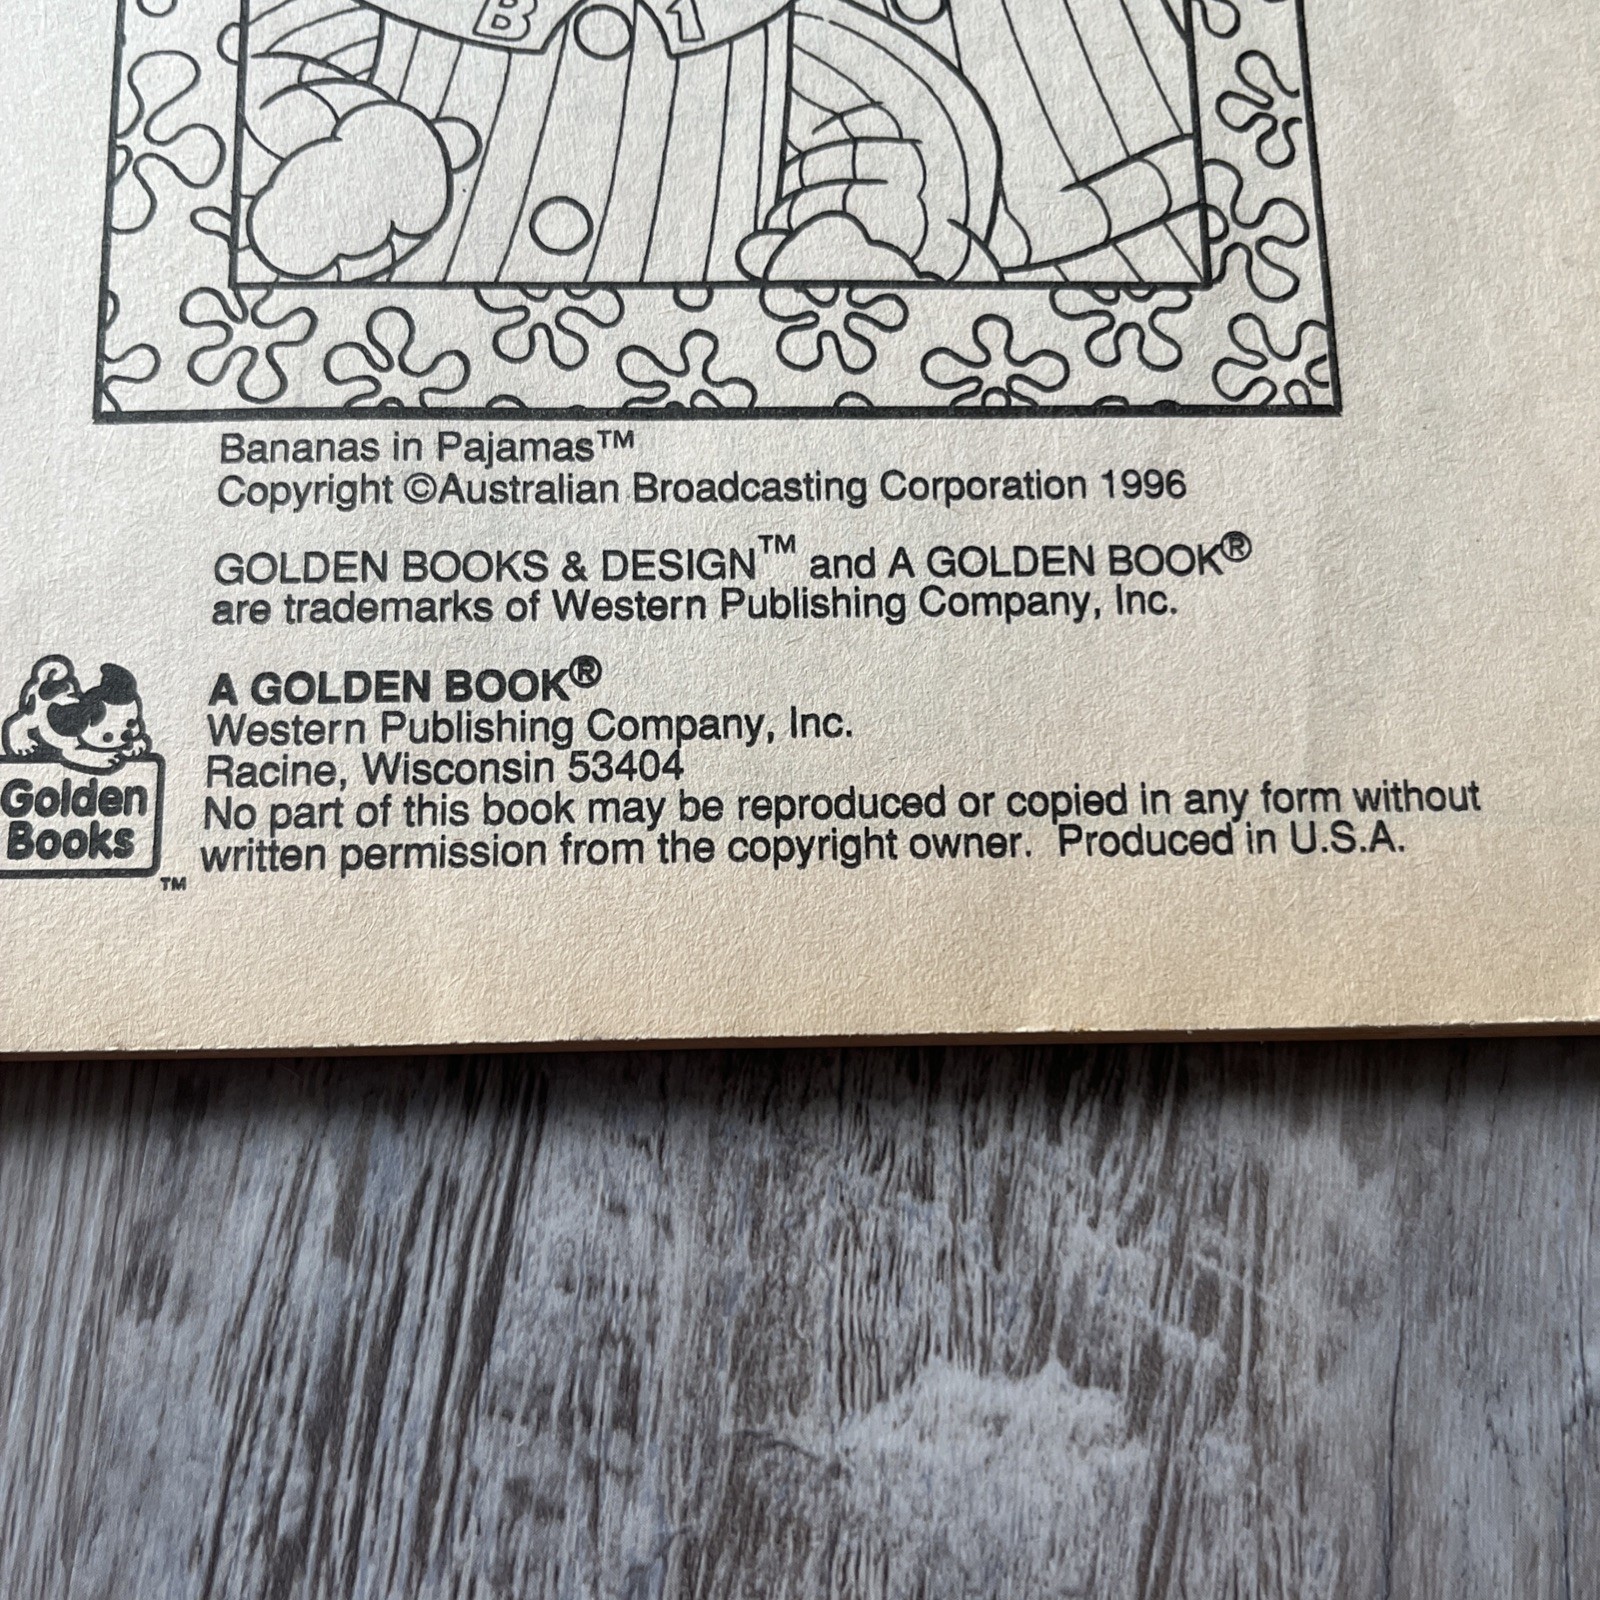 B 1
Bananas in Pajamas™
Copyright ©Australian Broadcasting Corporation 1996
GOLDEN BOOKS & DESIGN™ and A GOLDEN BOOK®
are trademarks of Western Publishing Company, Inc.
A GOLDEN BOOK®
Western Publishing Company, Inc.
Racine, Wisconsin 53404
No part of this book may be reproduced or copied in any form without
written permission from the copyright owner. Produced in U.S.A.
Golden
Books
™